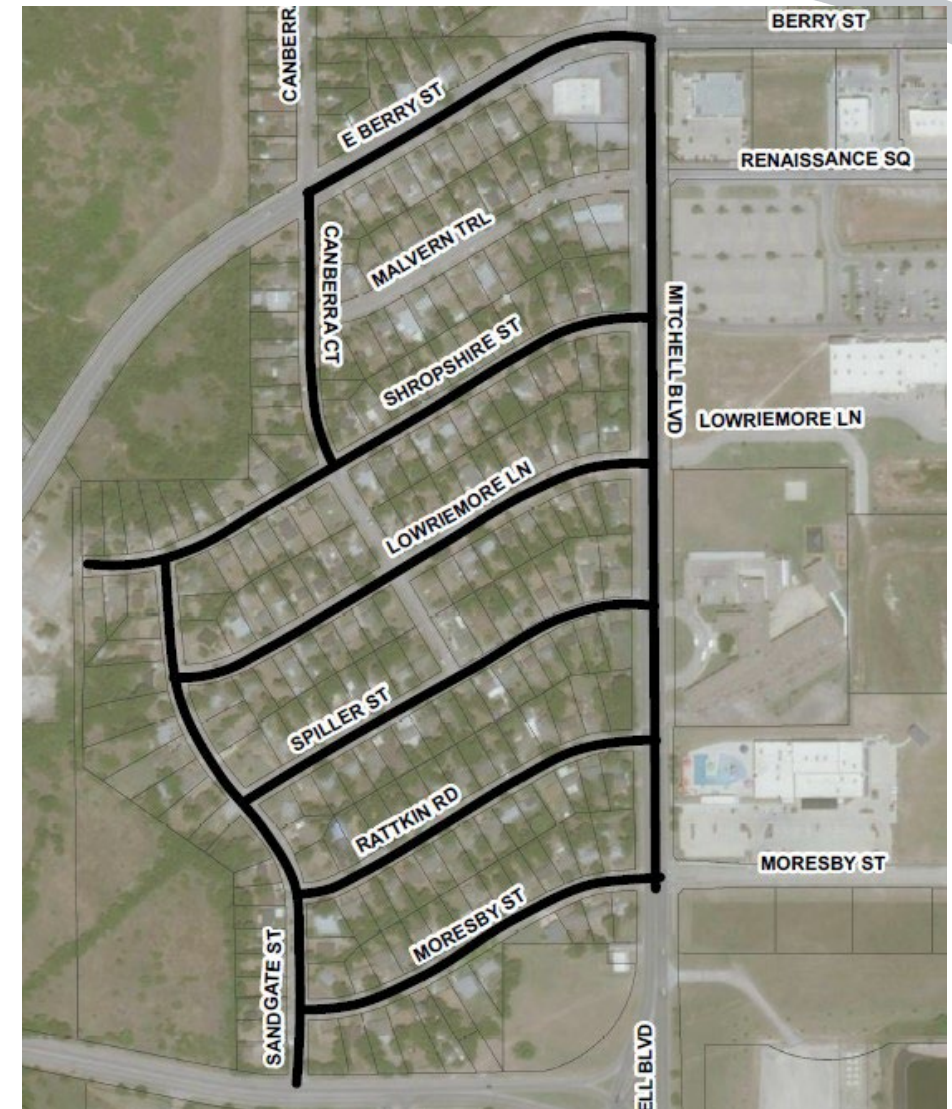 BERRY ST
CANBERR
E BERRY ST
RENAISSANCE SQ
MALVERN TRL
CANBERRA CT
SHROPSHIRE ST
MITCHELL BLVD
LOWRIEMORE LN
LOWRIEMORE LN
SPILLER ST
RATTKIN RD
MORESBY ST
MORESBY ST
SANDGATE ST
ELL BLVD